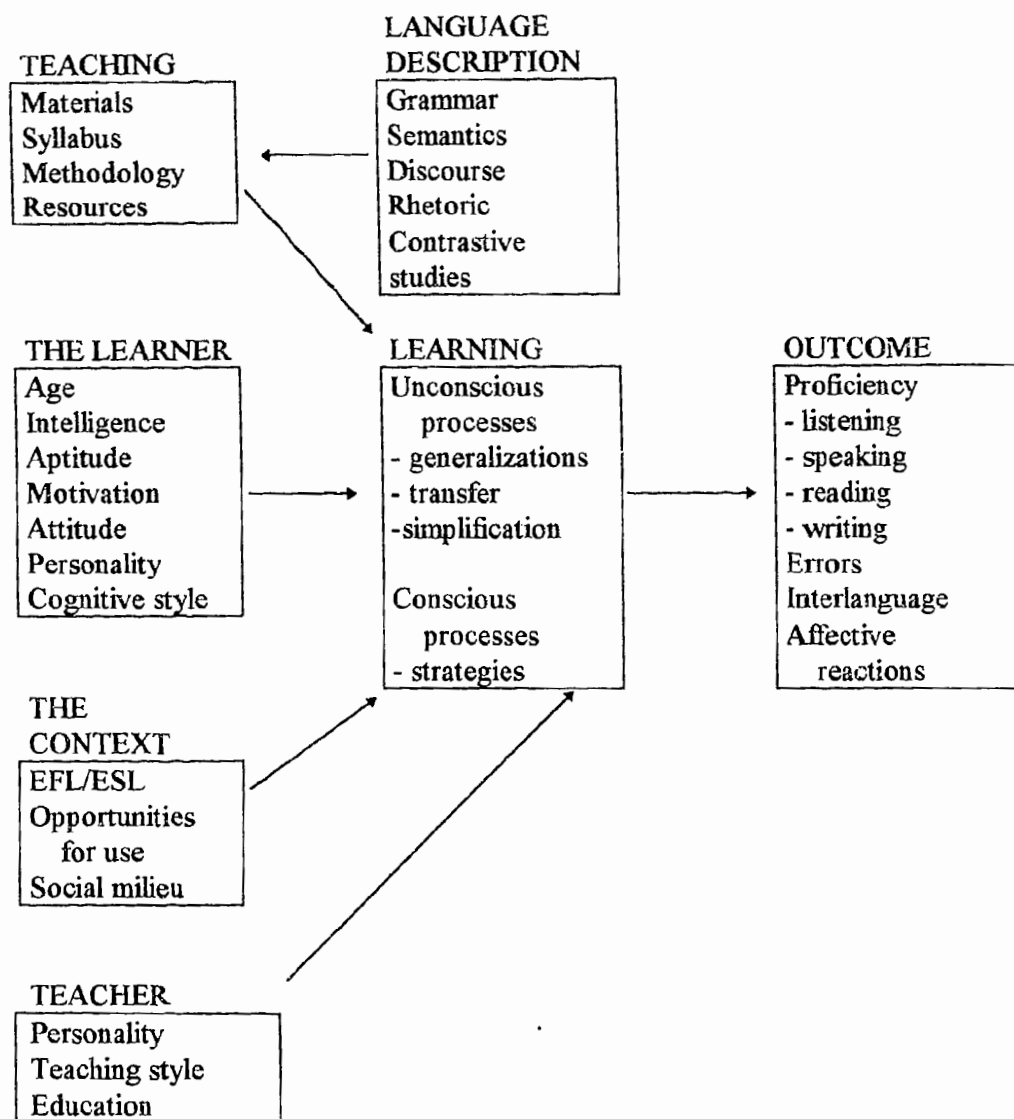 TEACHING
Materials
Syllabus
Methodology
Resources
LANGUAGE
DESCRIPTION
Grammar
Semantics
Discourse
Rhetoric
Contrastive
studies
THE LEARNER
Age
Intelligence
Aptitude
Motivation
Attitude
Personality
Cognitive style
LEARNING
Unconscious
processes
- generalizations
- transfer
-simplification
Conscious
processes
- strategies
OUTCOME
Proficiency
- listening
- speaking
- reading
- writing
Errors
Interlanguage
Affective
reactions
THE
CONTEXT
EFL/ESL
Opportunities
for use
Social milieu
TEACHER
Personality
Teaching style
Education